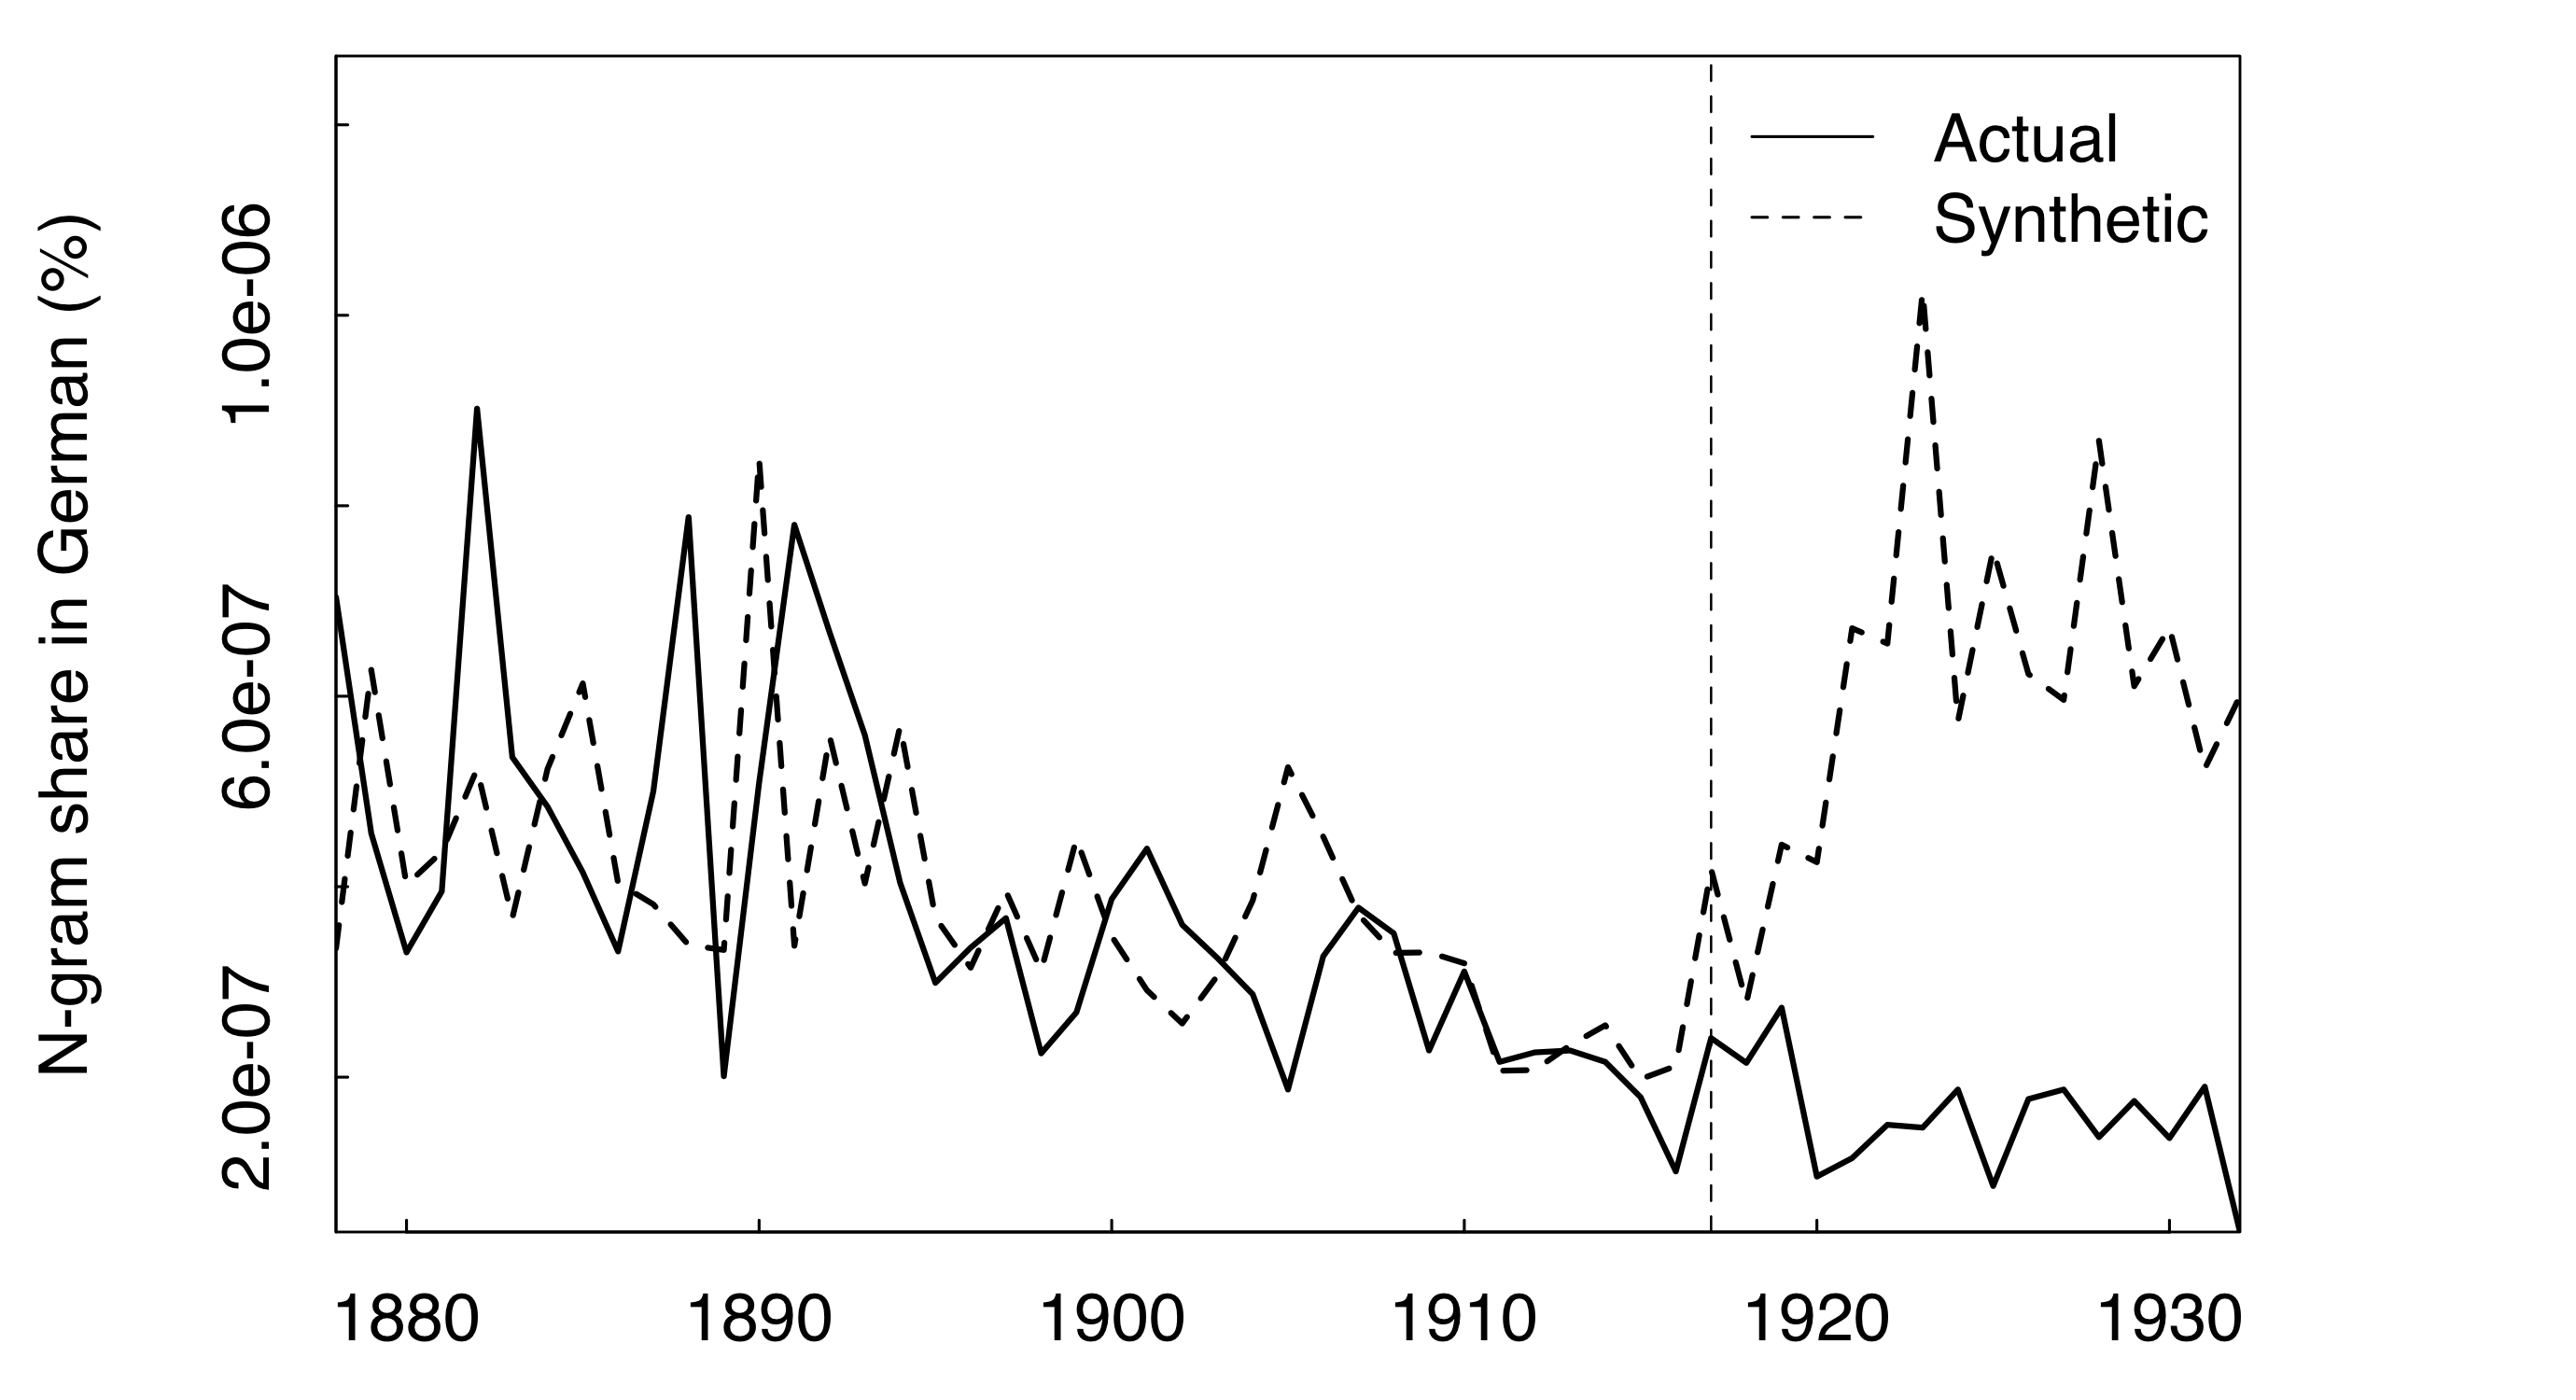 N-gram share in German (%)
1.0e-06
6.0e-07
2.0e-07
Actual
Synthetic
1880 1890 1900 1910 1920 1930